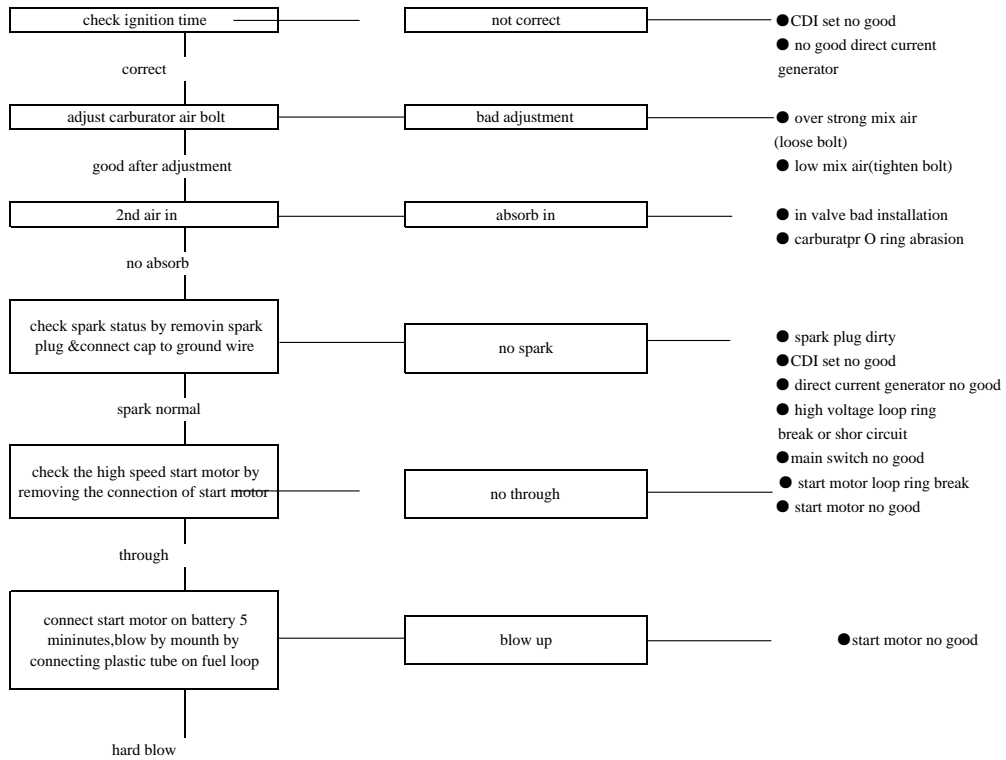 check ignition time
not correct
●CDI set no good
● no good direct current
generator
correct
adjust carburator air bolt
bad adjustment
● over strong mix air
(loose bolt)
● low mix air(tighten bolt)
good after adjustment
2nd air in
absorb in
● in valve bad installation
● carburatpr O ring abrasion
no absorb
check spark status by removin spark
plug &connect cap to ground wire
no spark
● spark plug dirty
●CDI set no good
● direct current generator no good
● high voltage loop ring
break or shor circuit
●main switch no good
spark normal
check the high speed start motor by
removing the connection of start motor
no through
● start motor loop ring break
● start motor no good
through
connect start motor on battery 5
mininutes,blow by mounth by
connecting plastic tube on fuel loop
blow up
●start motor no good
hard blow